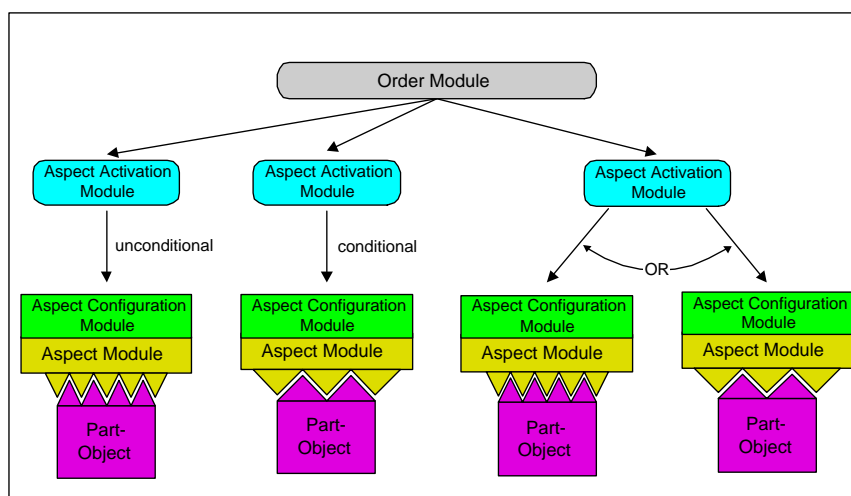 Order Module
Aspect Activation
Module
Aspect Activation
Module
Aspect Activation
Module
unconditional
conditional
OR
Aspect Configuration
Module
Aspect Module
Part-
Object
Aspect Configuration
Module
Aspect Module
Part-
Object
Aspect Configuration
Module
Aspect Module
Part-
Object
Aspect Configuration
Module
Aspect Module
Part-
Object